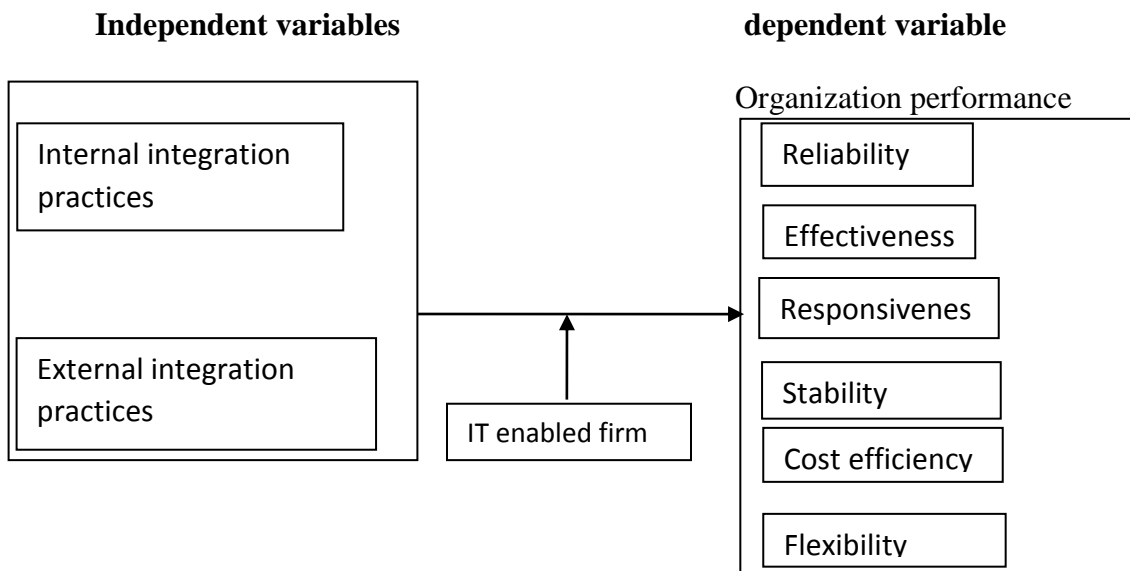 Independent variables
dependent variable
Organization performance
Internal integration
practices
External integration
practices
IT enabled firm
Reliability
Effectiveness
Responsivenes
Stability
Cost efficiency
Flexibility